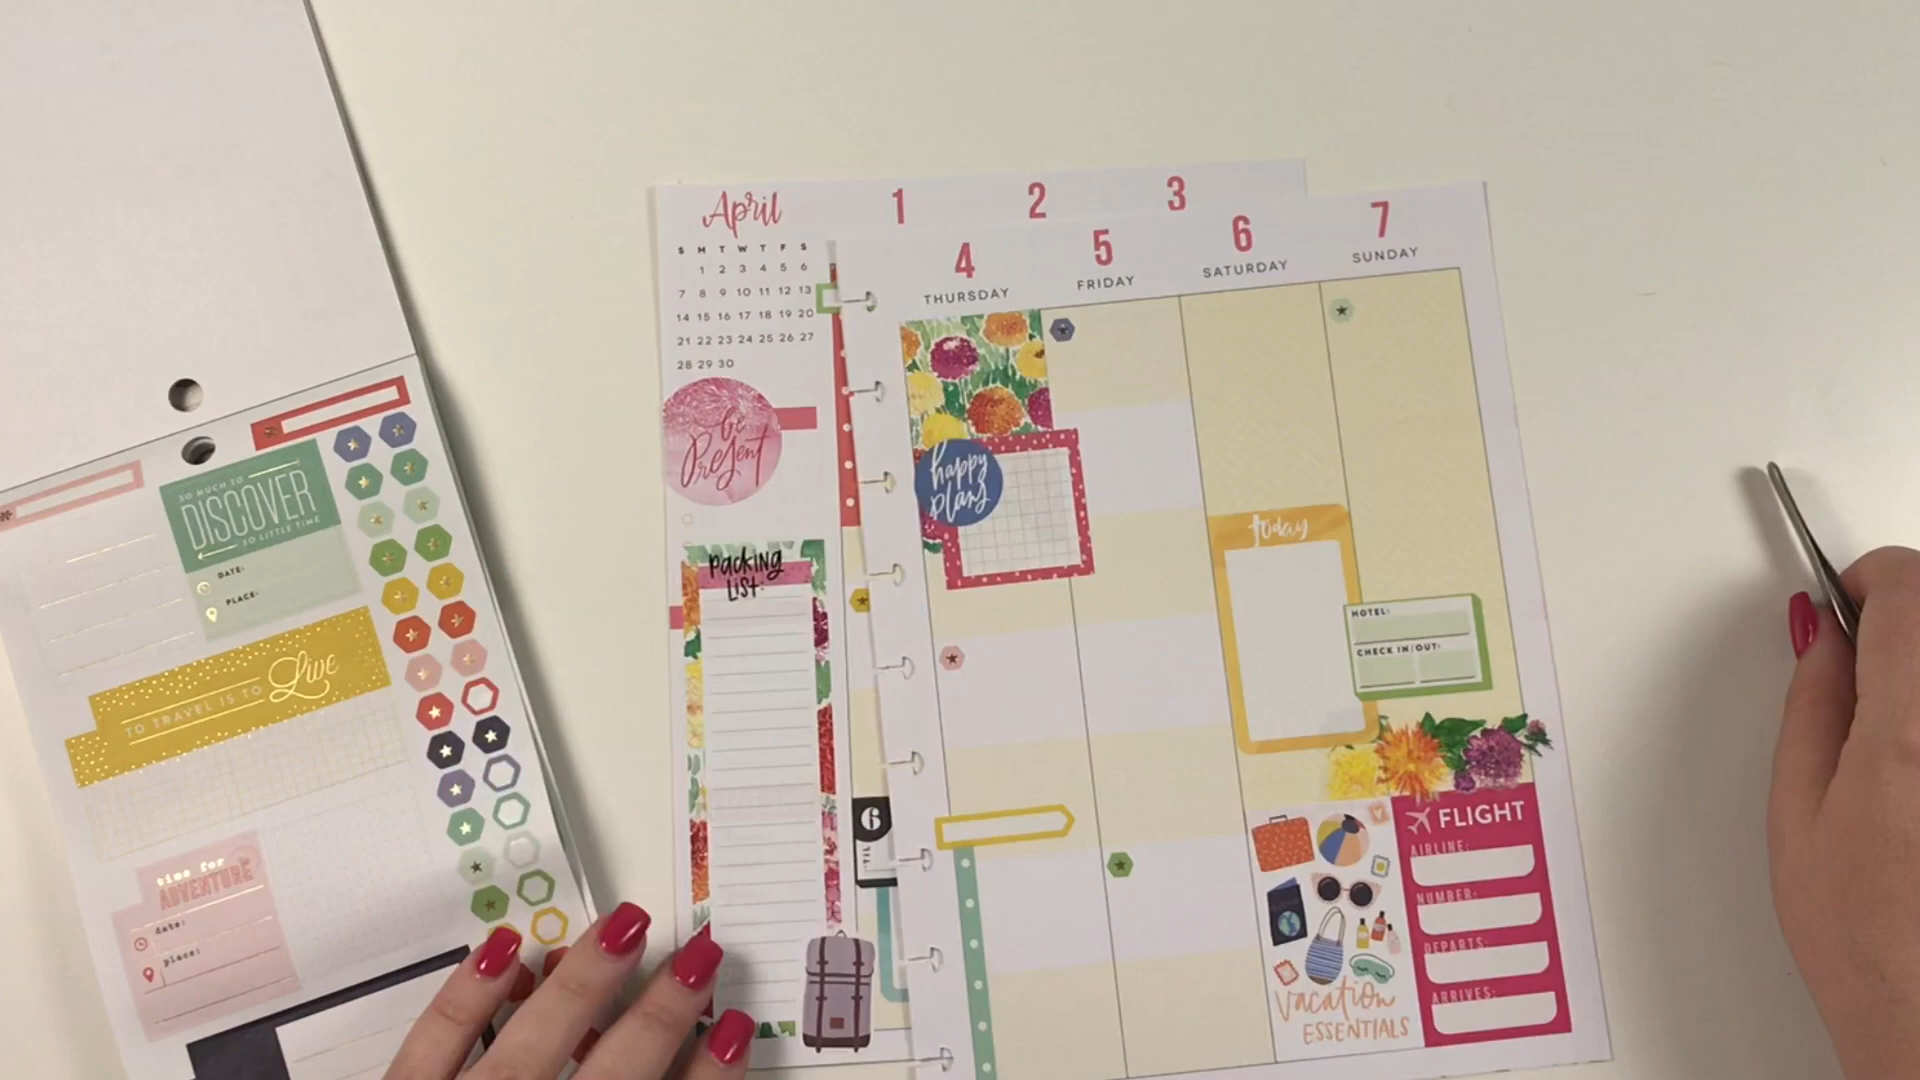 SO MUCH TO
DISCOVER
SO LITTLE TIME
DATE:
PLACE:
TO TRAVEL IS TO Live
time for
ADVENTURE
date:
place:
April
S M T W T F S
1 2 3 4 5 6
7 8 9 10 11 12 13
14 15 16 17 18 19 20
21 22 23 24 25 26 27
28 29 30
be
Present
packing
LIST:
6
1 2 3
4 5 6 7
THURSDAY FRIDAY SATURDAY SUNDAY
happy
plans
today
HOTEL:
CHECK IN/OUT:
FLIGHT
AIRLINE:
NUMBER:
DEPARTS:
ARRIVES:
vacation
ESSENTIALS